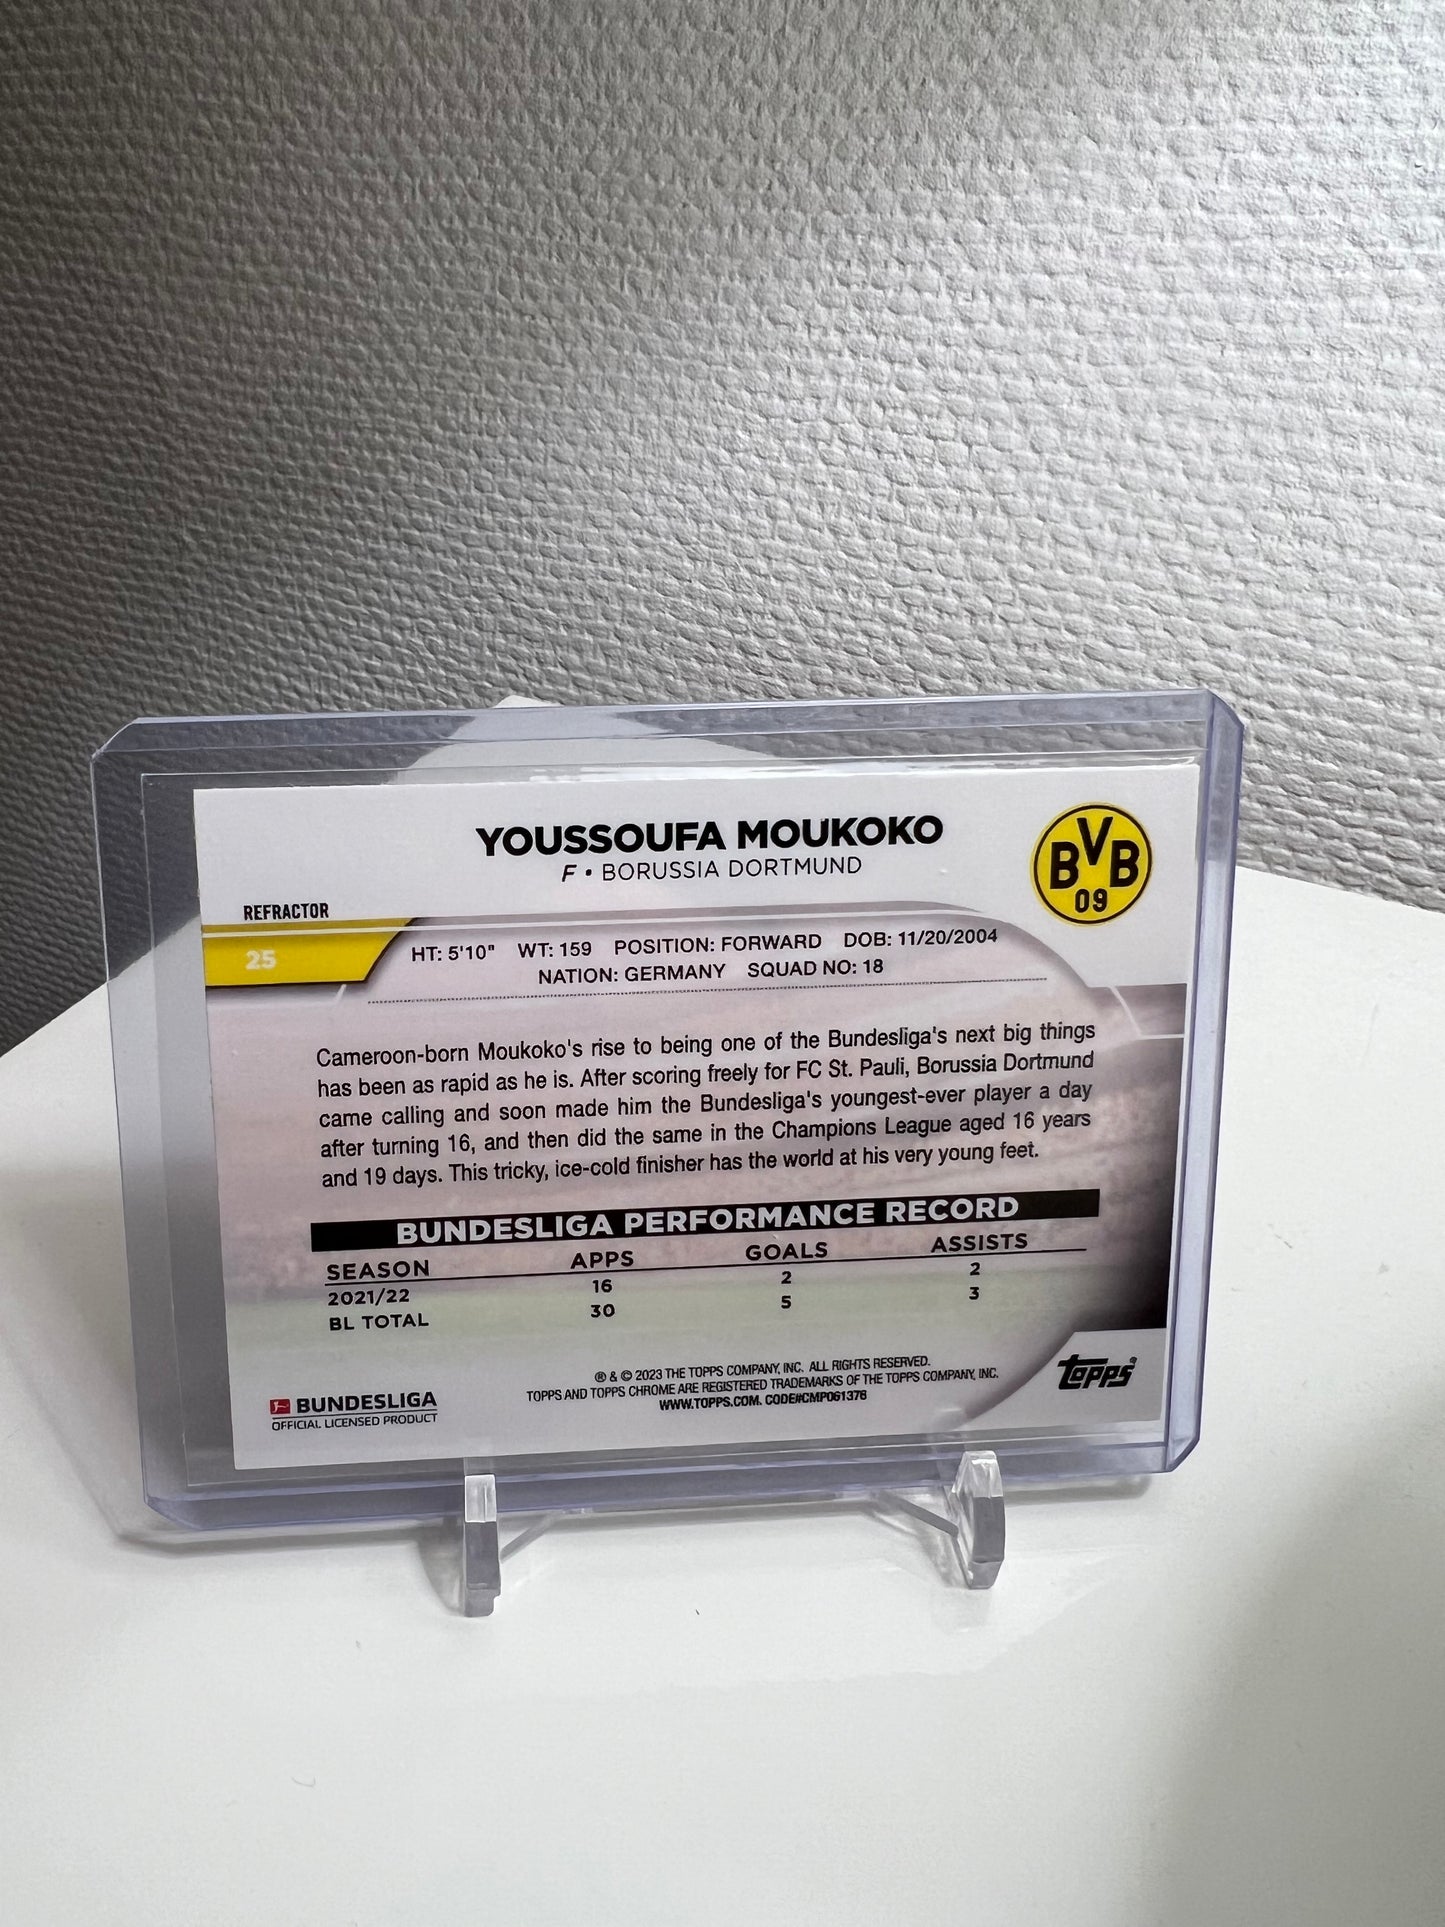 YOUSSOUFA MOUKOKO
F • BORUSSIA DORTMUND
BVB
09
REFRACTOR
25
HT: 5'10" WT: 159 POSITION: FORWARD DOB: 11/20/2004
NATION: GERMANY SQUAD NO: 18
Cameroon-born Moukoko's rise to being one of the Bundesliga's next big things
has been as rapid as he is. After scoring freely for FC St. Pauli, Borussia Dortmund
came calling and soon made him the Bundesliga's youngest-ever player a day
after turning 16, and then did the same in the Champions League aged 16 years
and 19 days. This tricky, ice-cold finisher has the world at his very young feet.
BUNDESLIGA PERFORMANCE RECORD
SEASON APPS GOALS ASSISTS
2021/22 16 2 2
BL TOTAL 30 5 3
® & © 2023 THE TOPPS COMPANY, INC. ALL RIGHTS RESERVED.
TOPPS AND TOPPS CHROME ARE REGISTERED TRADEMARKS OF THE TOPPS COMPANY, INC.
WWW.TOPPS.COM. CODE#CMP061376
BUNDESLIGA
OFFICIAL LICENSED PRODUCT
Topps®